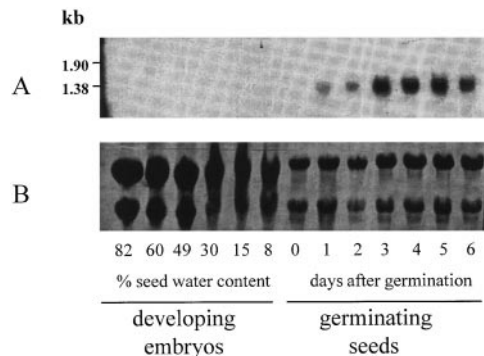 kb
A
1.90
1.38
B
82 60 49 30 15 8 0 1 2 3 4 5 6
% seed water content days after germination
developing embryos
germinating seeds